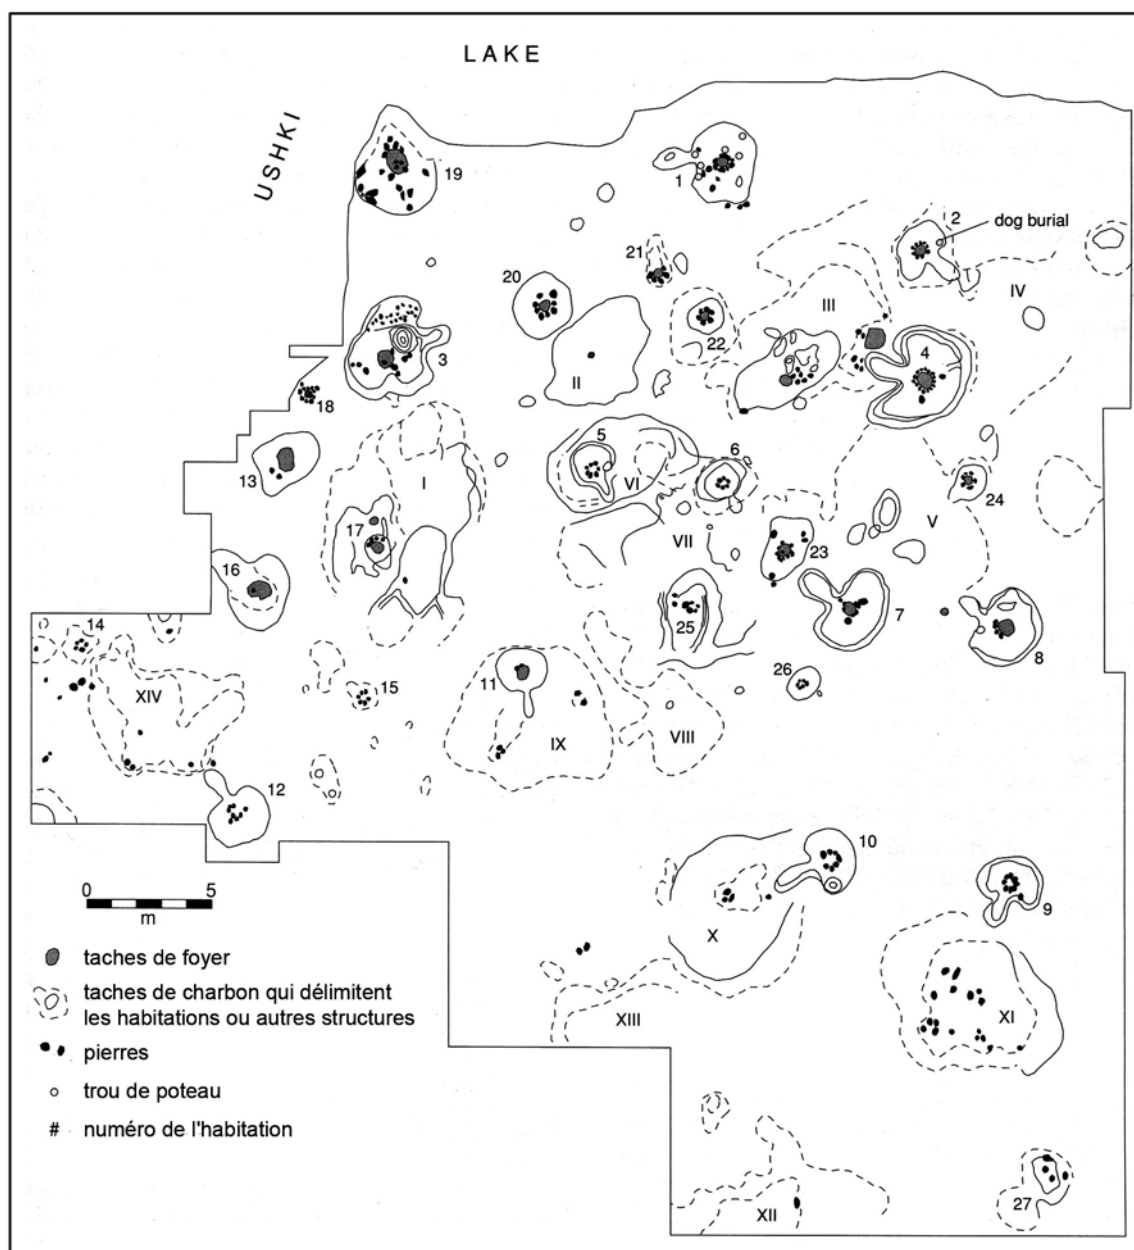 LAKE
USHKI
19
1
2
dog burial
21
20
III
IV
22
4
3
II
18
5
6
13
I
VI
24
17
V
VII
23
16
25
7
14
8
26
11
15
XIV
IX
VIII
12
10
0 5
m
9
X
taches de foyer
XIII
XI
taches de charbon qui délimitent
les habitations ou autres structures
pierres
trou de poteau
# numéro de l'habitation
27
XII